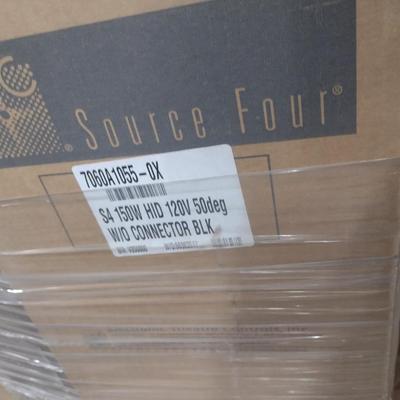 C
Source Four®
7060A1055-0X
S4 150W HID 120V 50deg
W/O CONNECTOR BLK